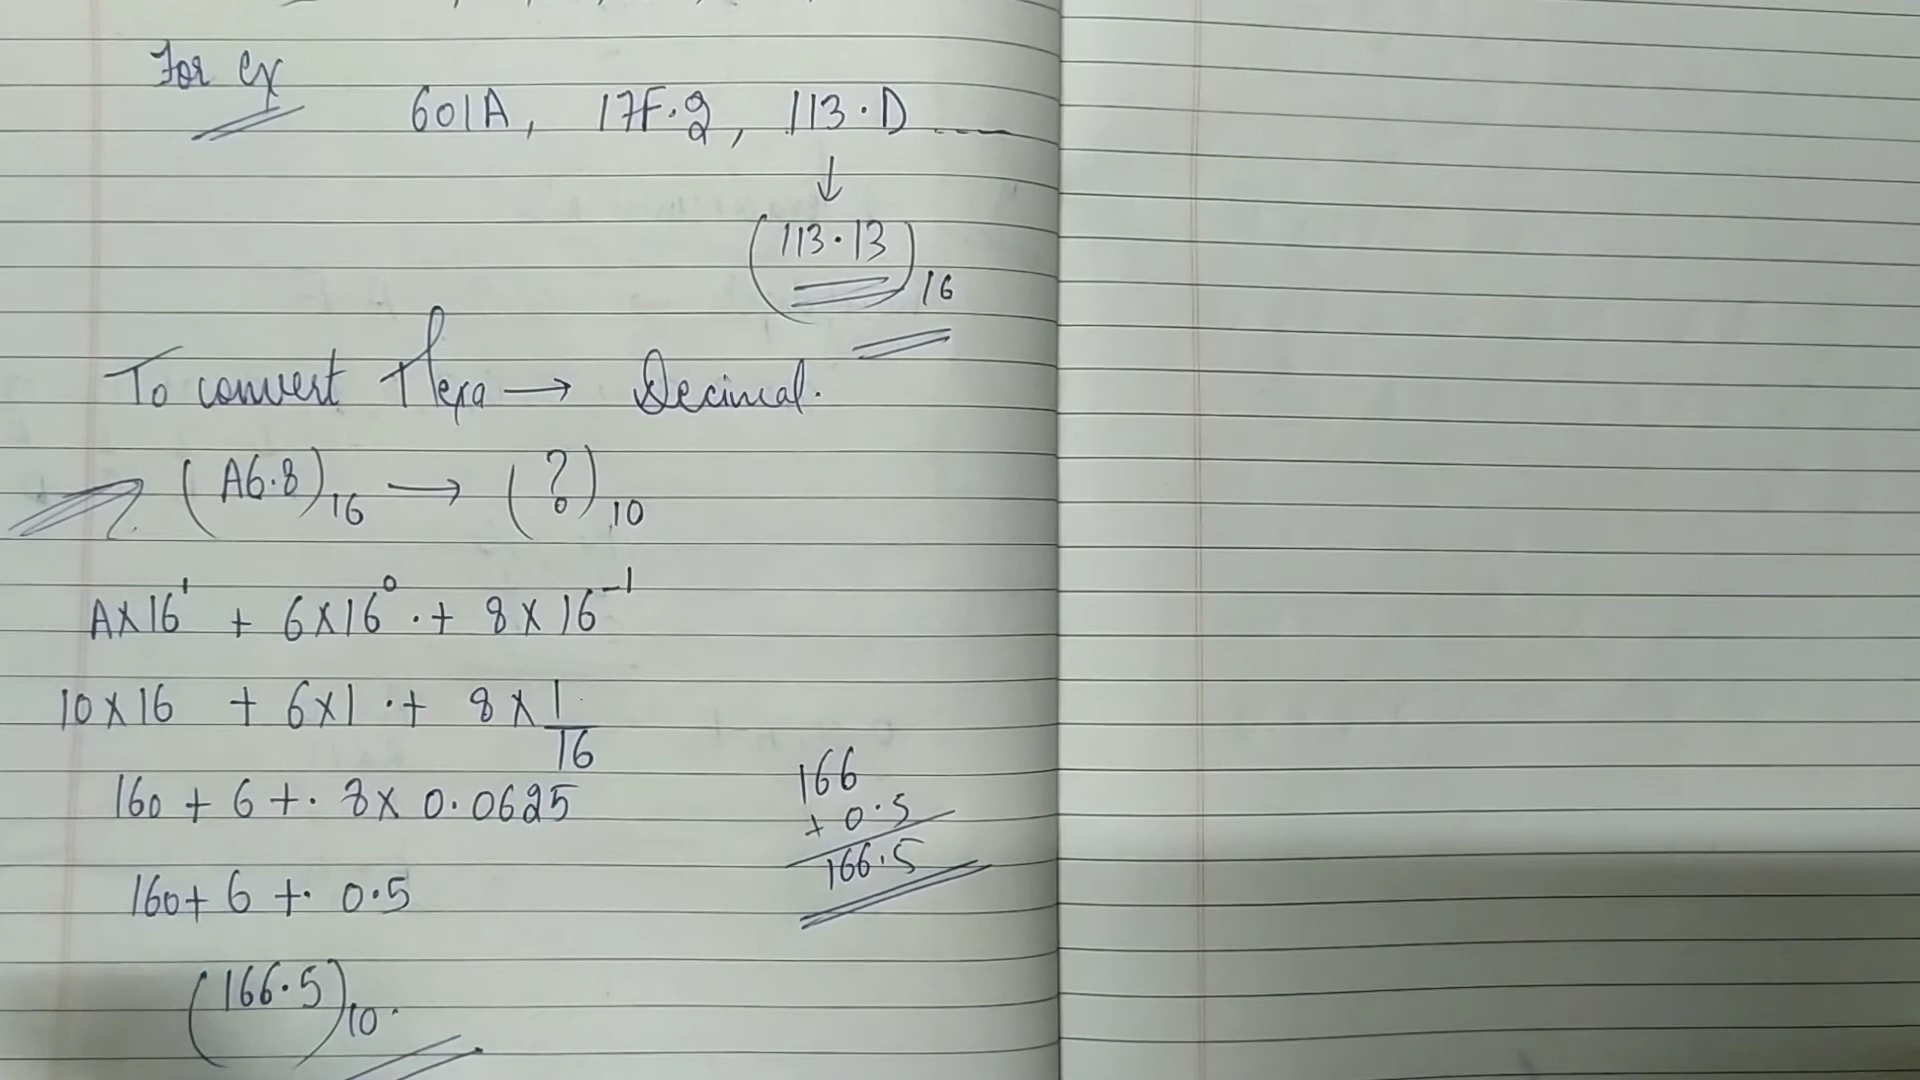 For ex
601A, 17F.2, 113.D ....
↓
(113.13)₁₆
To convert Hexa → Decimal.
(A6.8)₁₆ → (?)₁₀
A×16¹ + 6×16⁰ .+ 8×16⁻¹
10×16 + 6×1 .+ 8×1/16
160 + 6 +. 8× 0.0625
160+ 6 +. 0.5
(166.5)₁₀.
166
+ 0.5
166.5